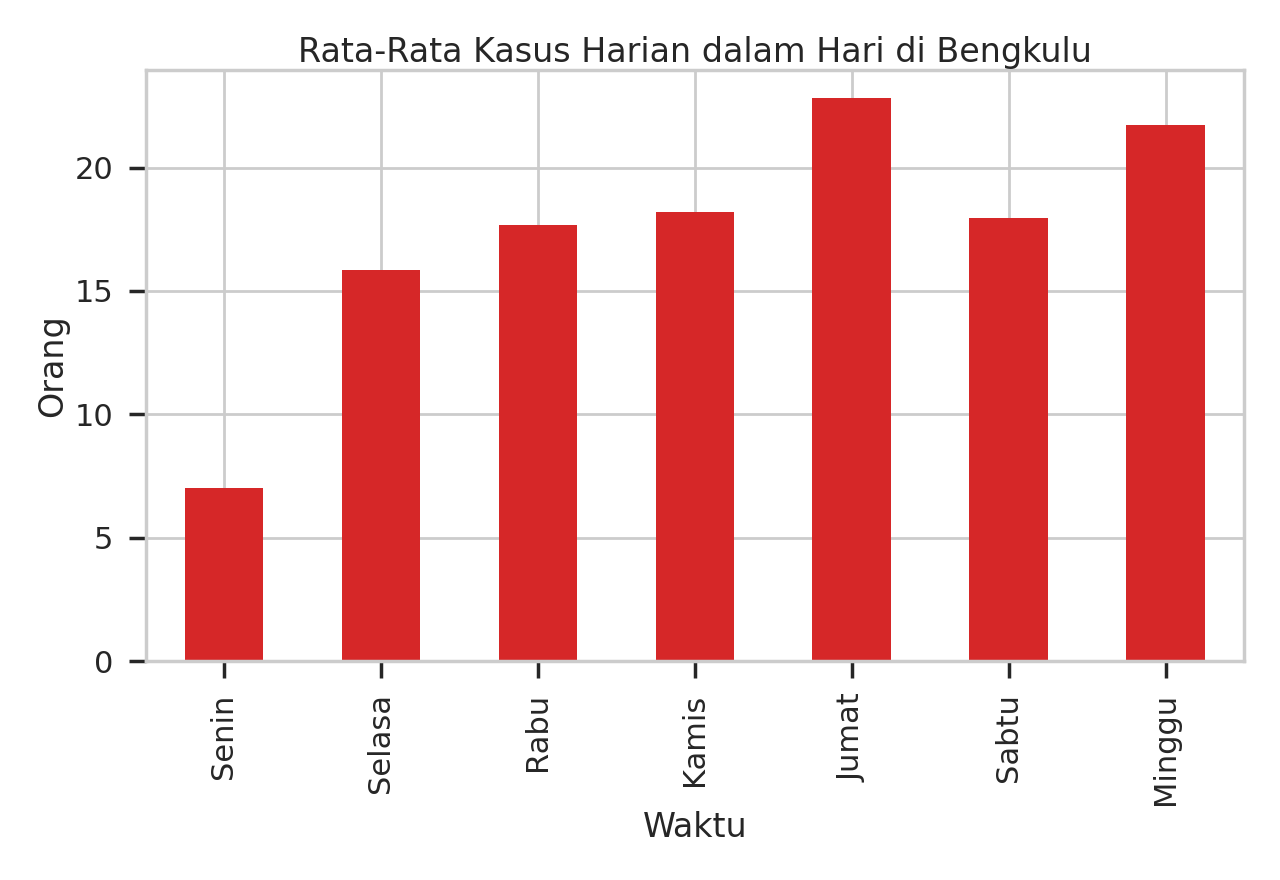 Rata-Rata Kasus Harian dalam Hari di Bengkulu
Orang
20
15
10
5
0
Senin
Selasa
Rabu
Kamis
Jumat
Sabtu
Minggu
Waktu